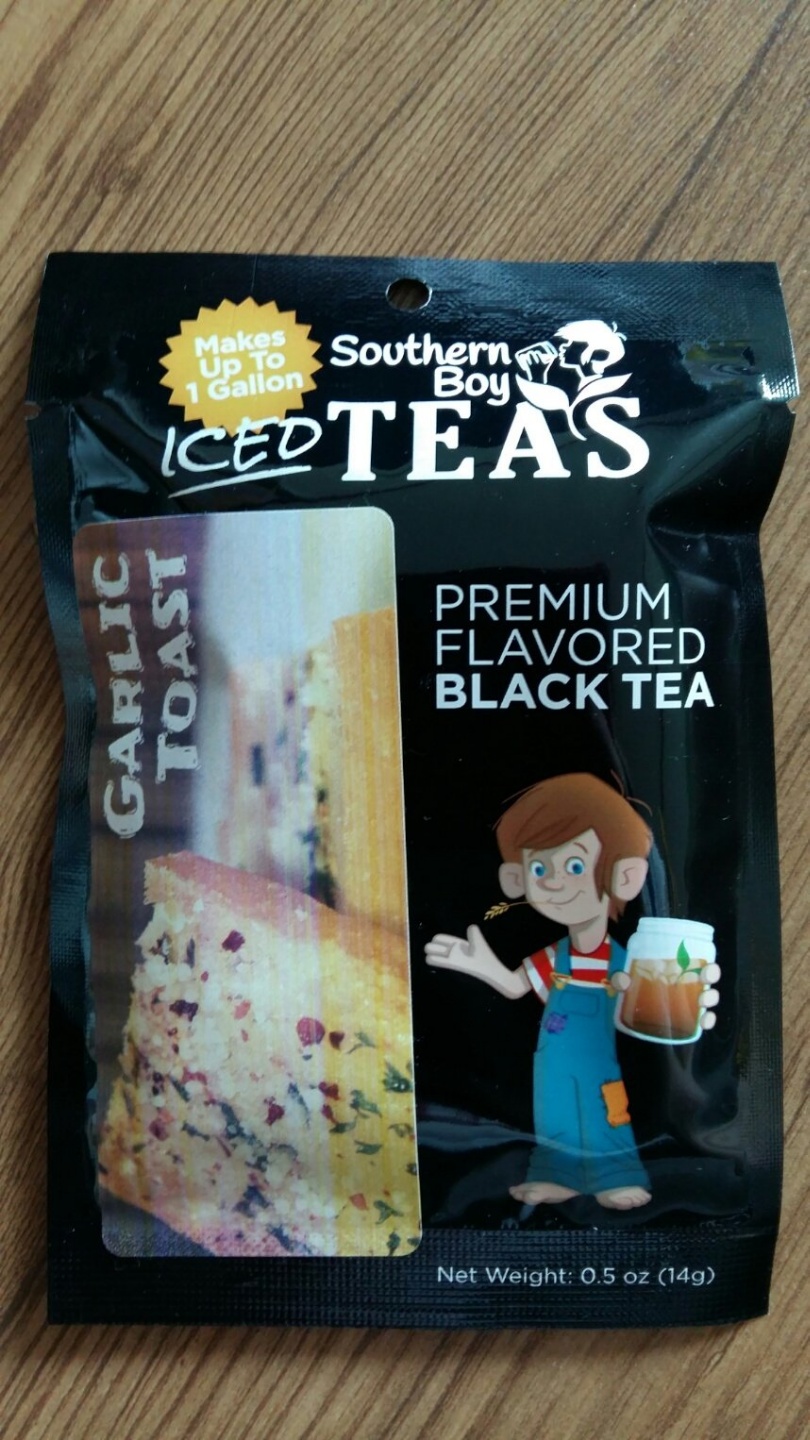 Makes
Up To
1 Gallon
Southern
Boy
ICED TEAS
GARLIC
TOAST
PREMIUM
FLAVORED
BLACK TEA
Net Weight: 0.5 oz (14g)